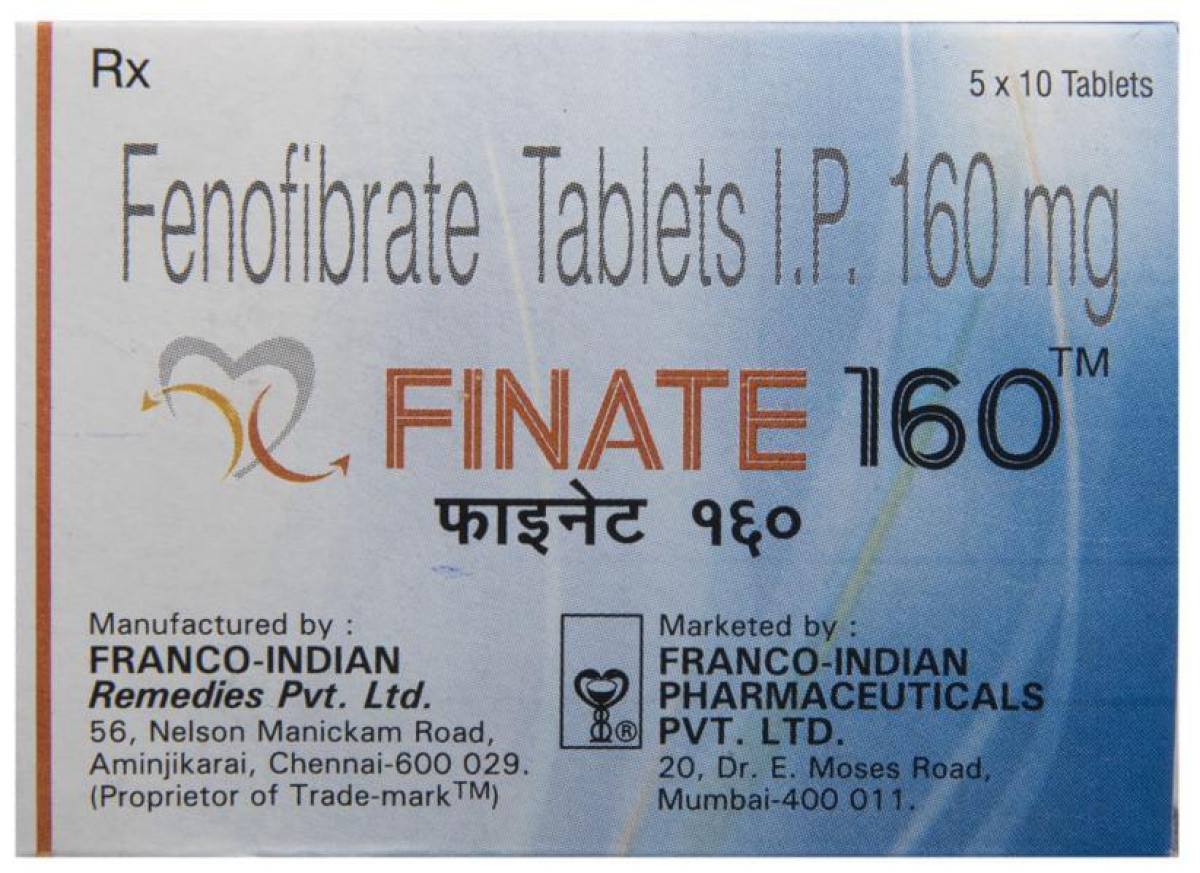 Rx
5 x 10 Tablets
Fenofibrate Tablets I.P. 160 mg
FINATE 160™
फाइनेट १६०
Manufactured by :
FRANCO-INDIAN
Remedies Pvt. Ltd.
56, Nelson Manickam Road,
Aminjikarai, Chennai-600 029.
(Proprietor of Trade-mark™)
®
Marketed by :
FRANCO-INDIAN
PHARMACEUTICALS
PVT. LTD.
20, Dr. E. Moses Road,
Mumbai-400 011.